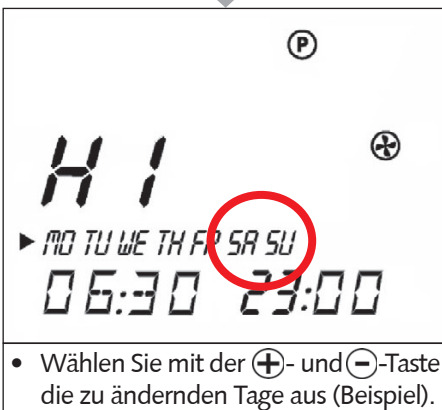 P
H 1
▶ MO TU WE TH FR SA SU
06:30 23:00
• Wählen Sie mit der ⊕- und ⊖-Taste
die zu ändernden Tage aus (Beispiel).